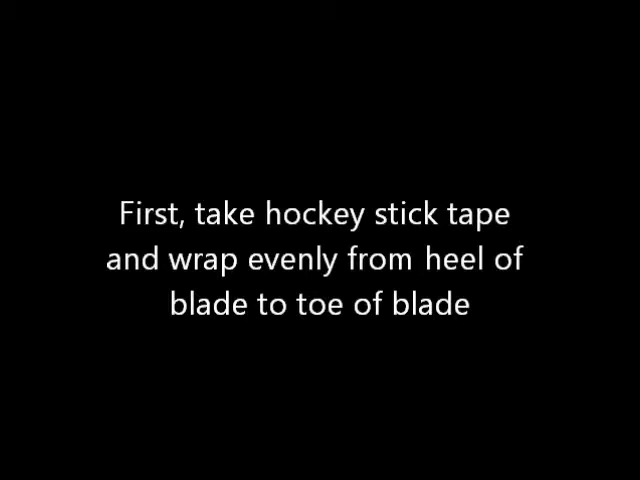 First, take hockey stick tape
and wrap evenly from heel of
blade to toe of blade